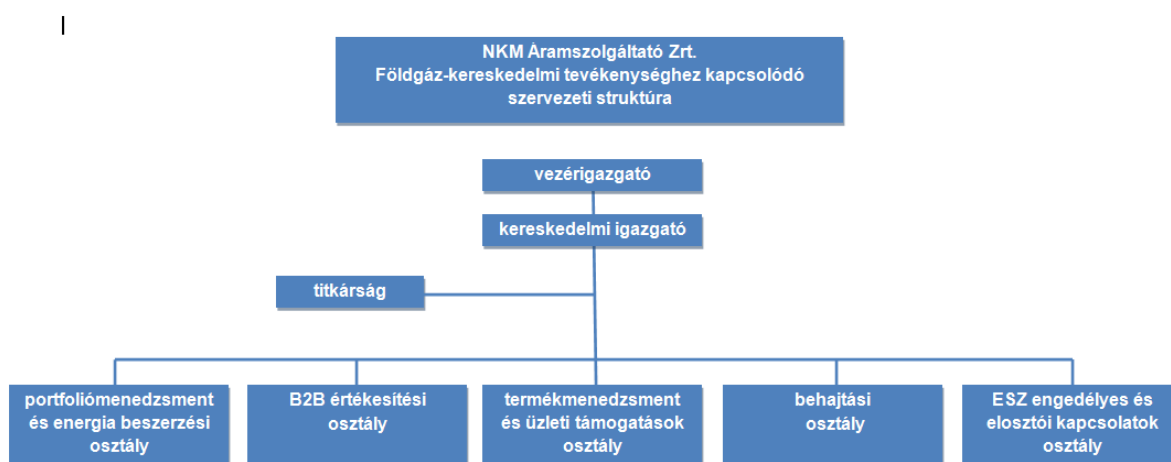 I
NKM Áramszolgáltató Zrt.
Földgáz-kereskedelmi tevékenységhez kapcsolódó
szervezeti struktúra
vezérigazgató
kereskedelmi igazgató
titkárság
portfoliómenedzsment
és energia beszerzési
osztály
B2B értékesítési
osztály
termékmenedzsment
és üzleti támogatások
osztály
behajtási
osztály
ESZ engedélyes és
elosztói kapcsolatok
osztály